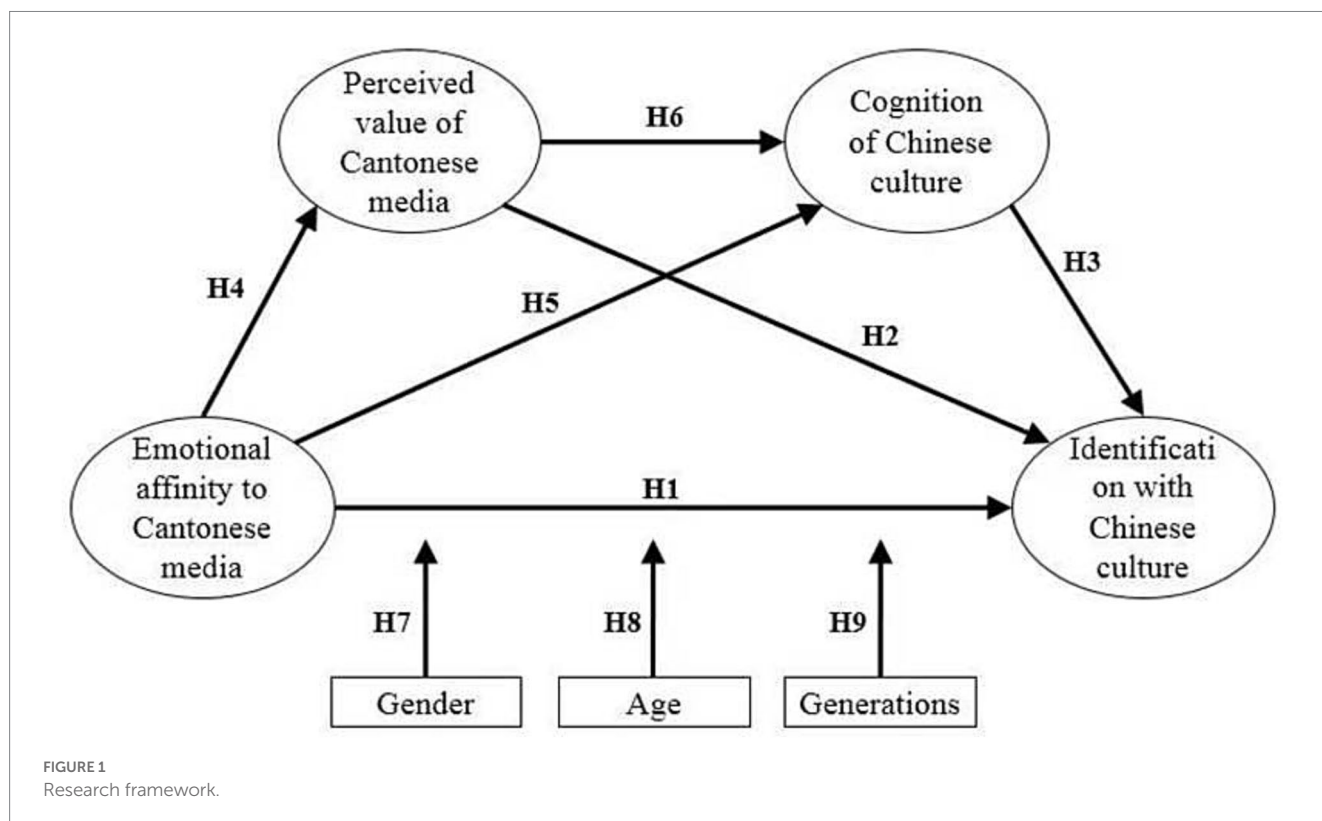 Perceived
value of
Cantonese
media
H6
Cognition
of Chinese
culture
H4
H5
H2
H3
Emotional
affinity to
Cantonese
media
H1
Identificati
on with
Chinese
culture
H7
H8
H9
Gender
Age
Generations
FIGURE 1
Research framework.